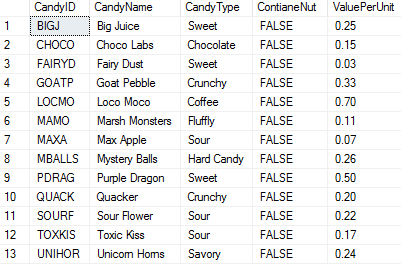 CandyID CandyName CandyType ContianeNut ValuePerUnit
1 BIGJ Big Juice Sweet FALSE 0.25
2 CHOCO Choco Labs Chocolate FALSE 0.15
3 FAIRYD Fairy Dust Sweet FALSE 0.03
4 GOATP Goat Pebble Crunchy FALSE 0.33
5 LOCMO Loco Moco Coffee FALSE 0.70
6 MAMO Marsh Monsters Fluffly FALSE 0.11
7 MAXA Max Apple Sour FALSE 0.07
8 MBALLS Mystery Balls Hard Candy FALSE 0.26
9 PDRAG Purple Dragon Sweet FALSE 0.50
10 QUACK Quacker Crunchy FALSE 0.20
11 SOURF Sour Flower Sour FALSE 0.22
12 TOXKIS Toxic Kiss Sour FALSE 0.17
13 UNIHOR Unicorn Horns Savory FALSE 0.24